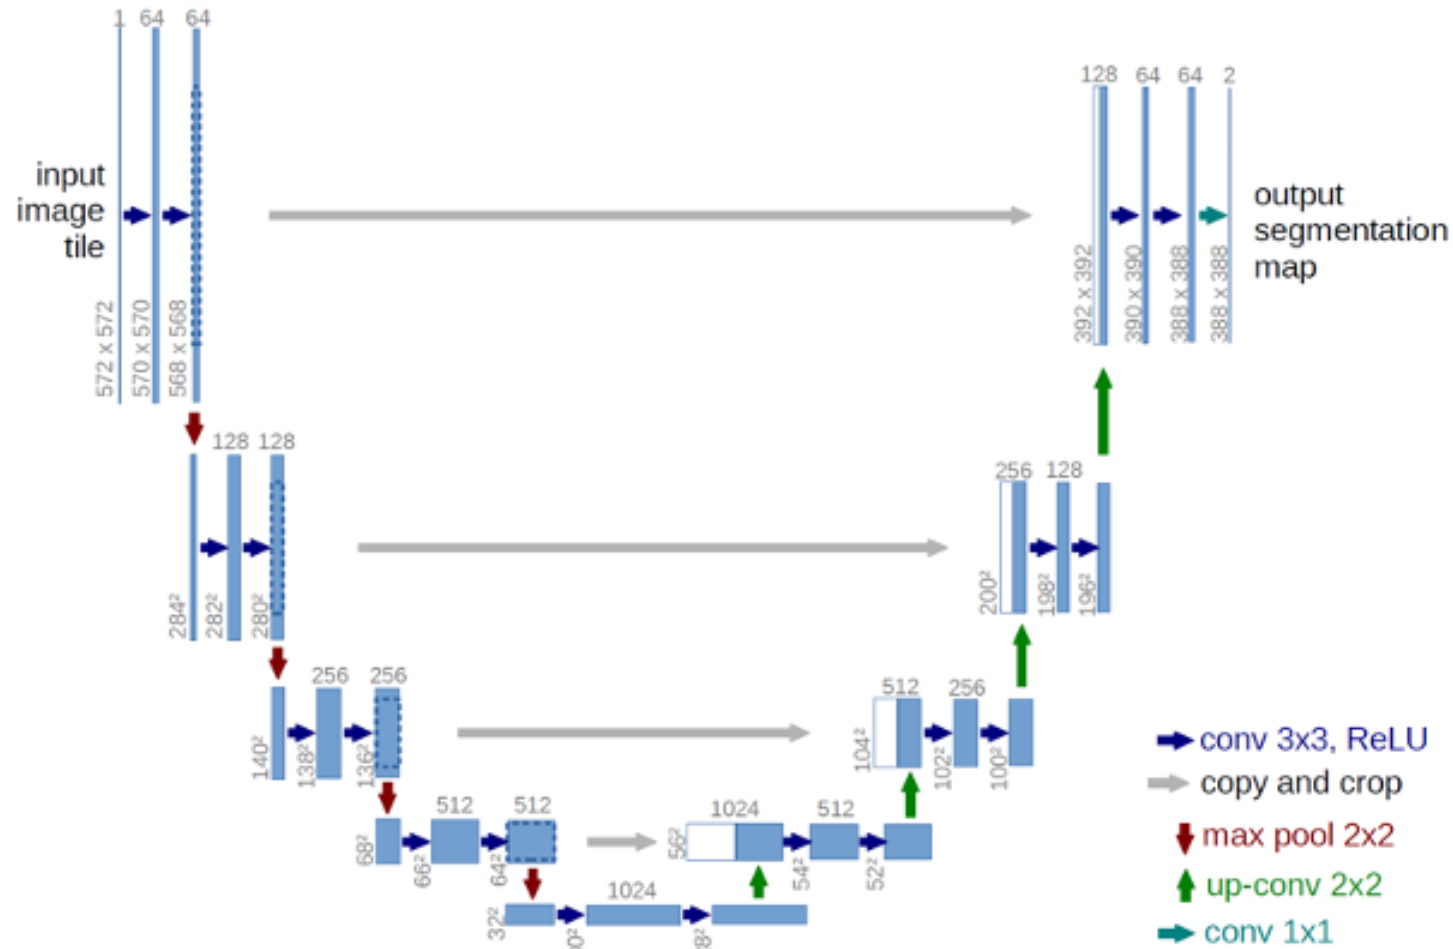 1 64 64
input
image
tile
572 x 572
570 x 570
568 x 568
128 64 64 2
output
segmentation
map
392 x 392
390 x 390
388 x 388
388 x 388
128 128
284²
282²
280²
256 128
200²
198²
196²
256 256
140²
138²
136²
512 256
104²
102²
100²
512 512
68²
66²
64²
1024 512
56²
54²
52²
1024
32²
conv 3x3, ReLU
copy and crop
max pool 2x2
up-conv 2x2
conv 1x1